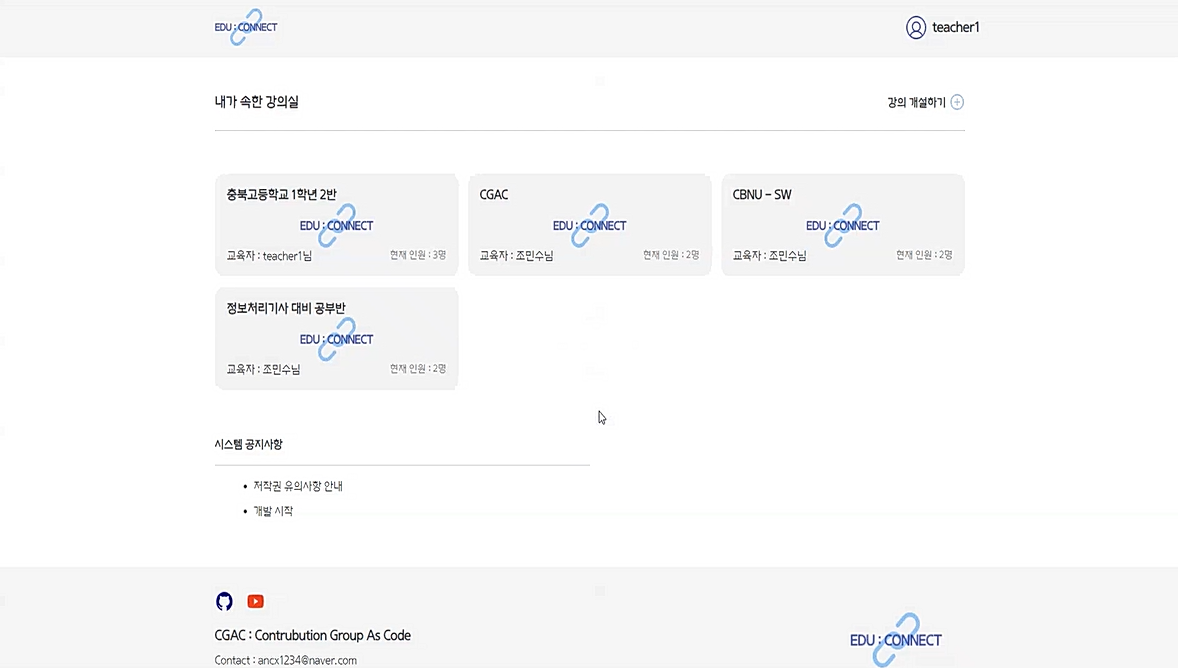 EDU : CONNECT
teacher1
내가 속한 강의실
강의 개설하기
충북고등학교 1학년 2반
EDU : CONNECT
교육자 : teacher1님
현재 인원 : 3명
CGAC
EDU : CONNECT
교육자 : 조민수님
현재 인원 : 2명
CBNU - SW
EDU : CONNECT
교육자 : 조민수님
현재 인원 : 2명
정보처리기사 대비 공부반
EDU : CONNECT
교육자 : 조민수님
현재 인원 : 2명
시스템 공지사항
• 저작권 유의사항 안내
• 개발 시작
CGAC : Contrubution Group As Code
Contact : ancx1234@naver.com
EDU : CONNECT